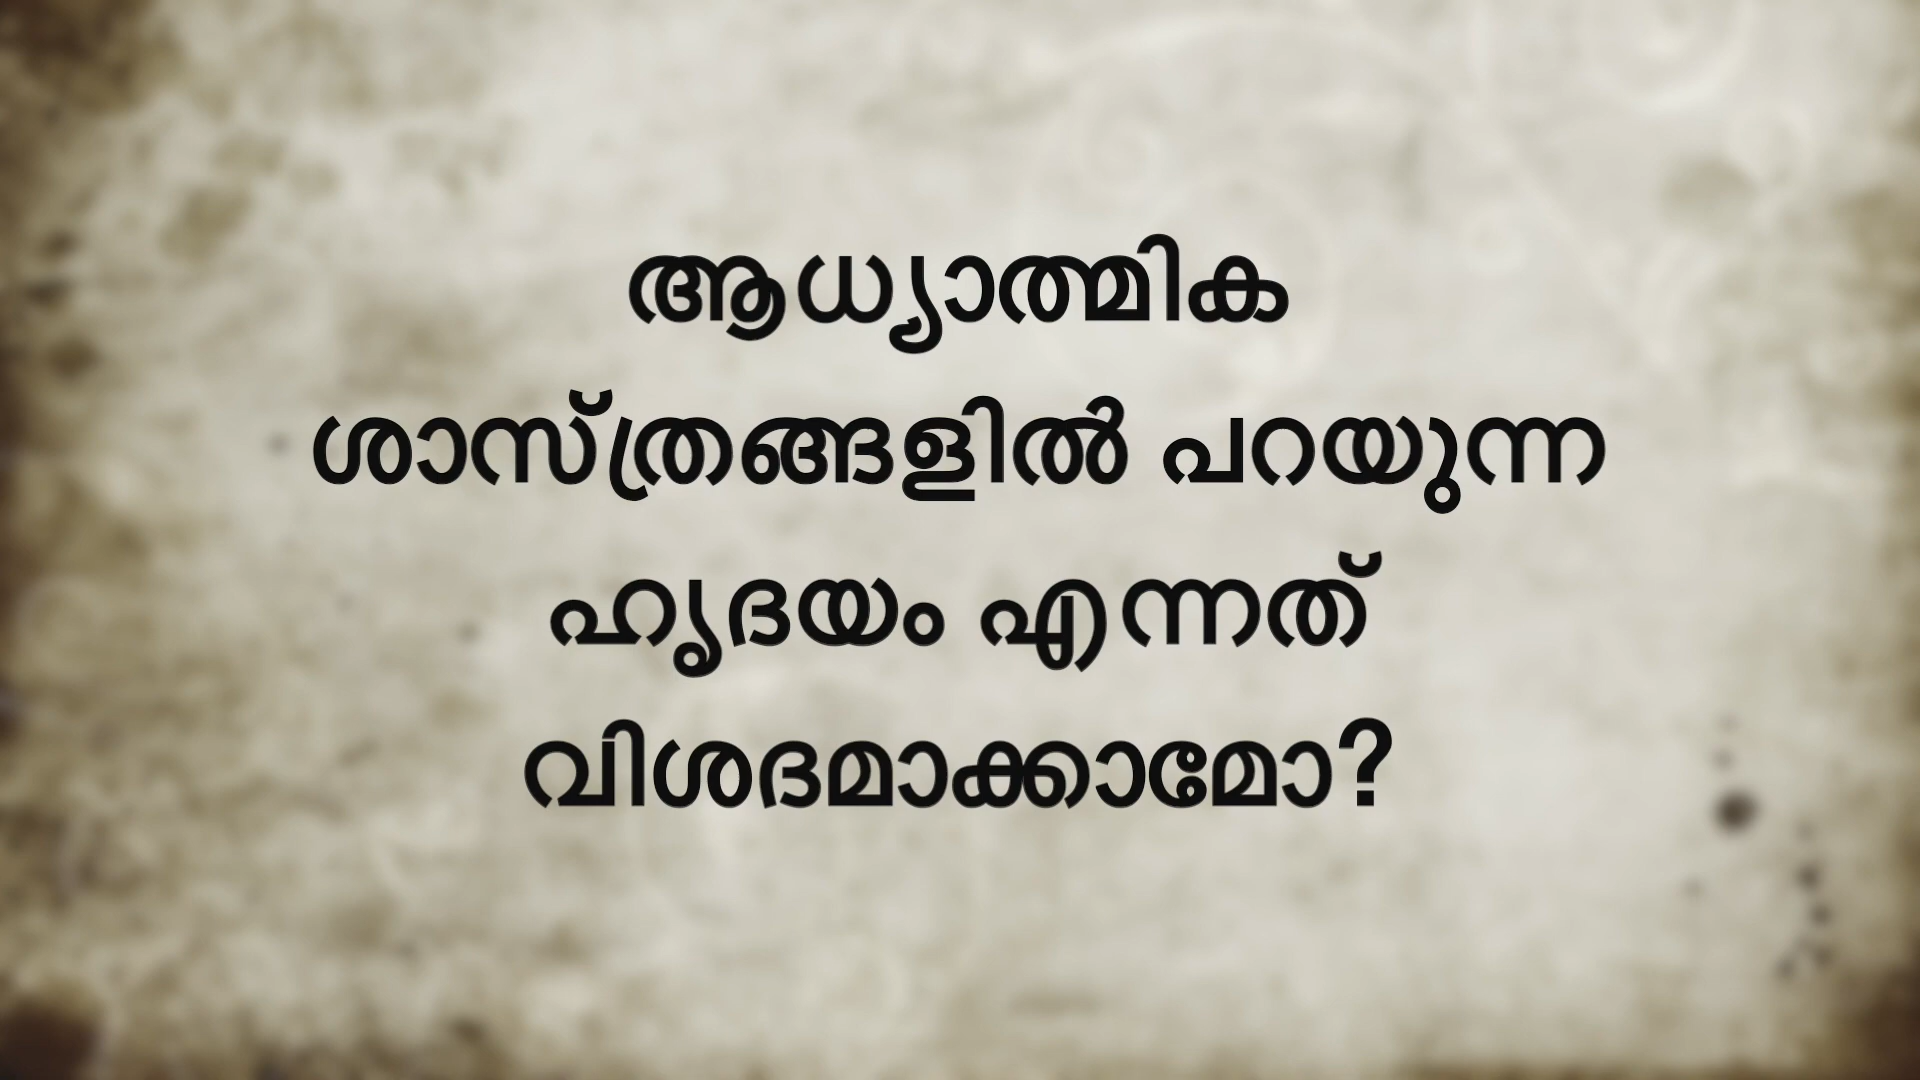 ആധ്യാത്മിക
ശാസ്ത്രങ്ങളിൽ പറയുന്ന
ഹൃദയം എന്നത്
വിശദമാക്കാമോ?